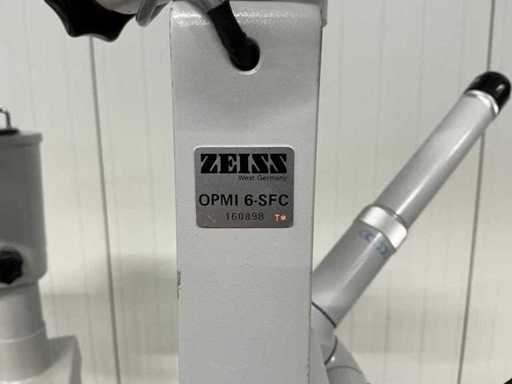 ZEISS
West Germany
OPMI 6-SFC
160898 T*